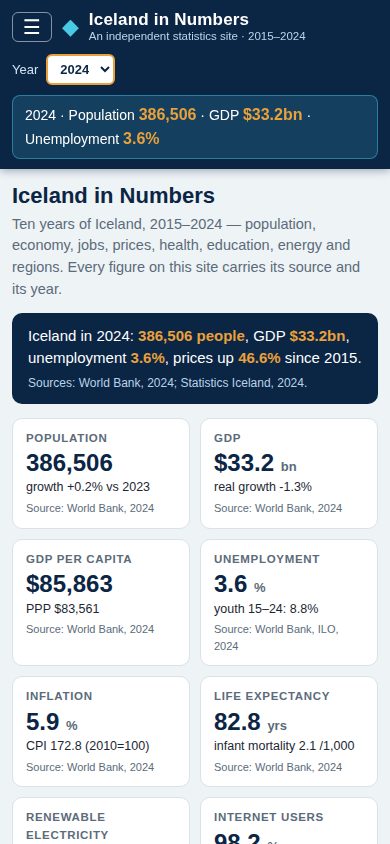 Iceland in Numbers
An independent statistics site · 2015–2024
Year 2024
2024 · Population 386,506 · GDP $33.2bn ·
Unemployment 3.6%
Iceland in Numbers
Ten years of Iceland, 2015–2024 — population,
economy, jobs, prices, health, education, energy and
regions. Every figure on this site carries its source and
its year.
Iceland in 2024: 386,506 people, GDP $33.2bn,
unemployment 3.6%, prices up 46.6% since 2015.
Sources: World Bank, 2024; Statistics Iceland, 2024.
POPULATION
386,506
growth +0.2% vs 2023
Source: World Bank, 2024
GDP
$33.2 bn
real growth -1.3%
Source: World Bank, 2024
GDP PER CAPITA
$85,863
PPP $83,561
Source: World Bank, 2024
UNEMPLOYMENT
3.6 %
youth 15–24: 8.8%
Source: World Bank, ILO,
2024
INFLATION
5.9 %
CPI 172.8 (2010=100)
Source: World Bank, 2024
LIFE EXPECTANCY
82.8 yrs
infant mortality 2.1 /1,000
Source: World Bank, 2024
RENEWABLE
ELECTRICITY
INTERNET USERS
98.2 %